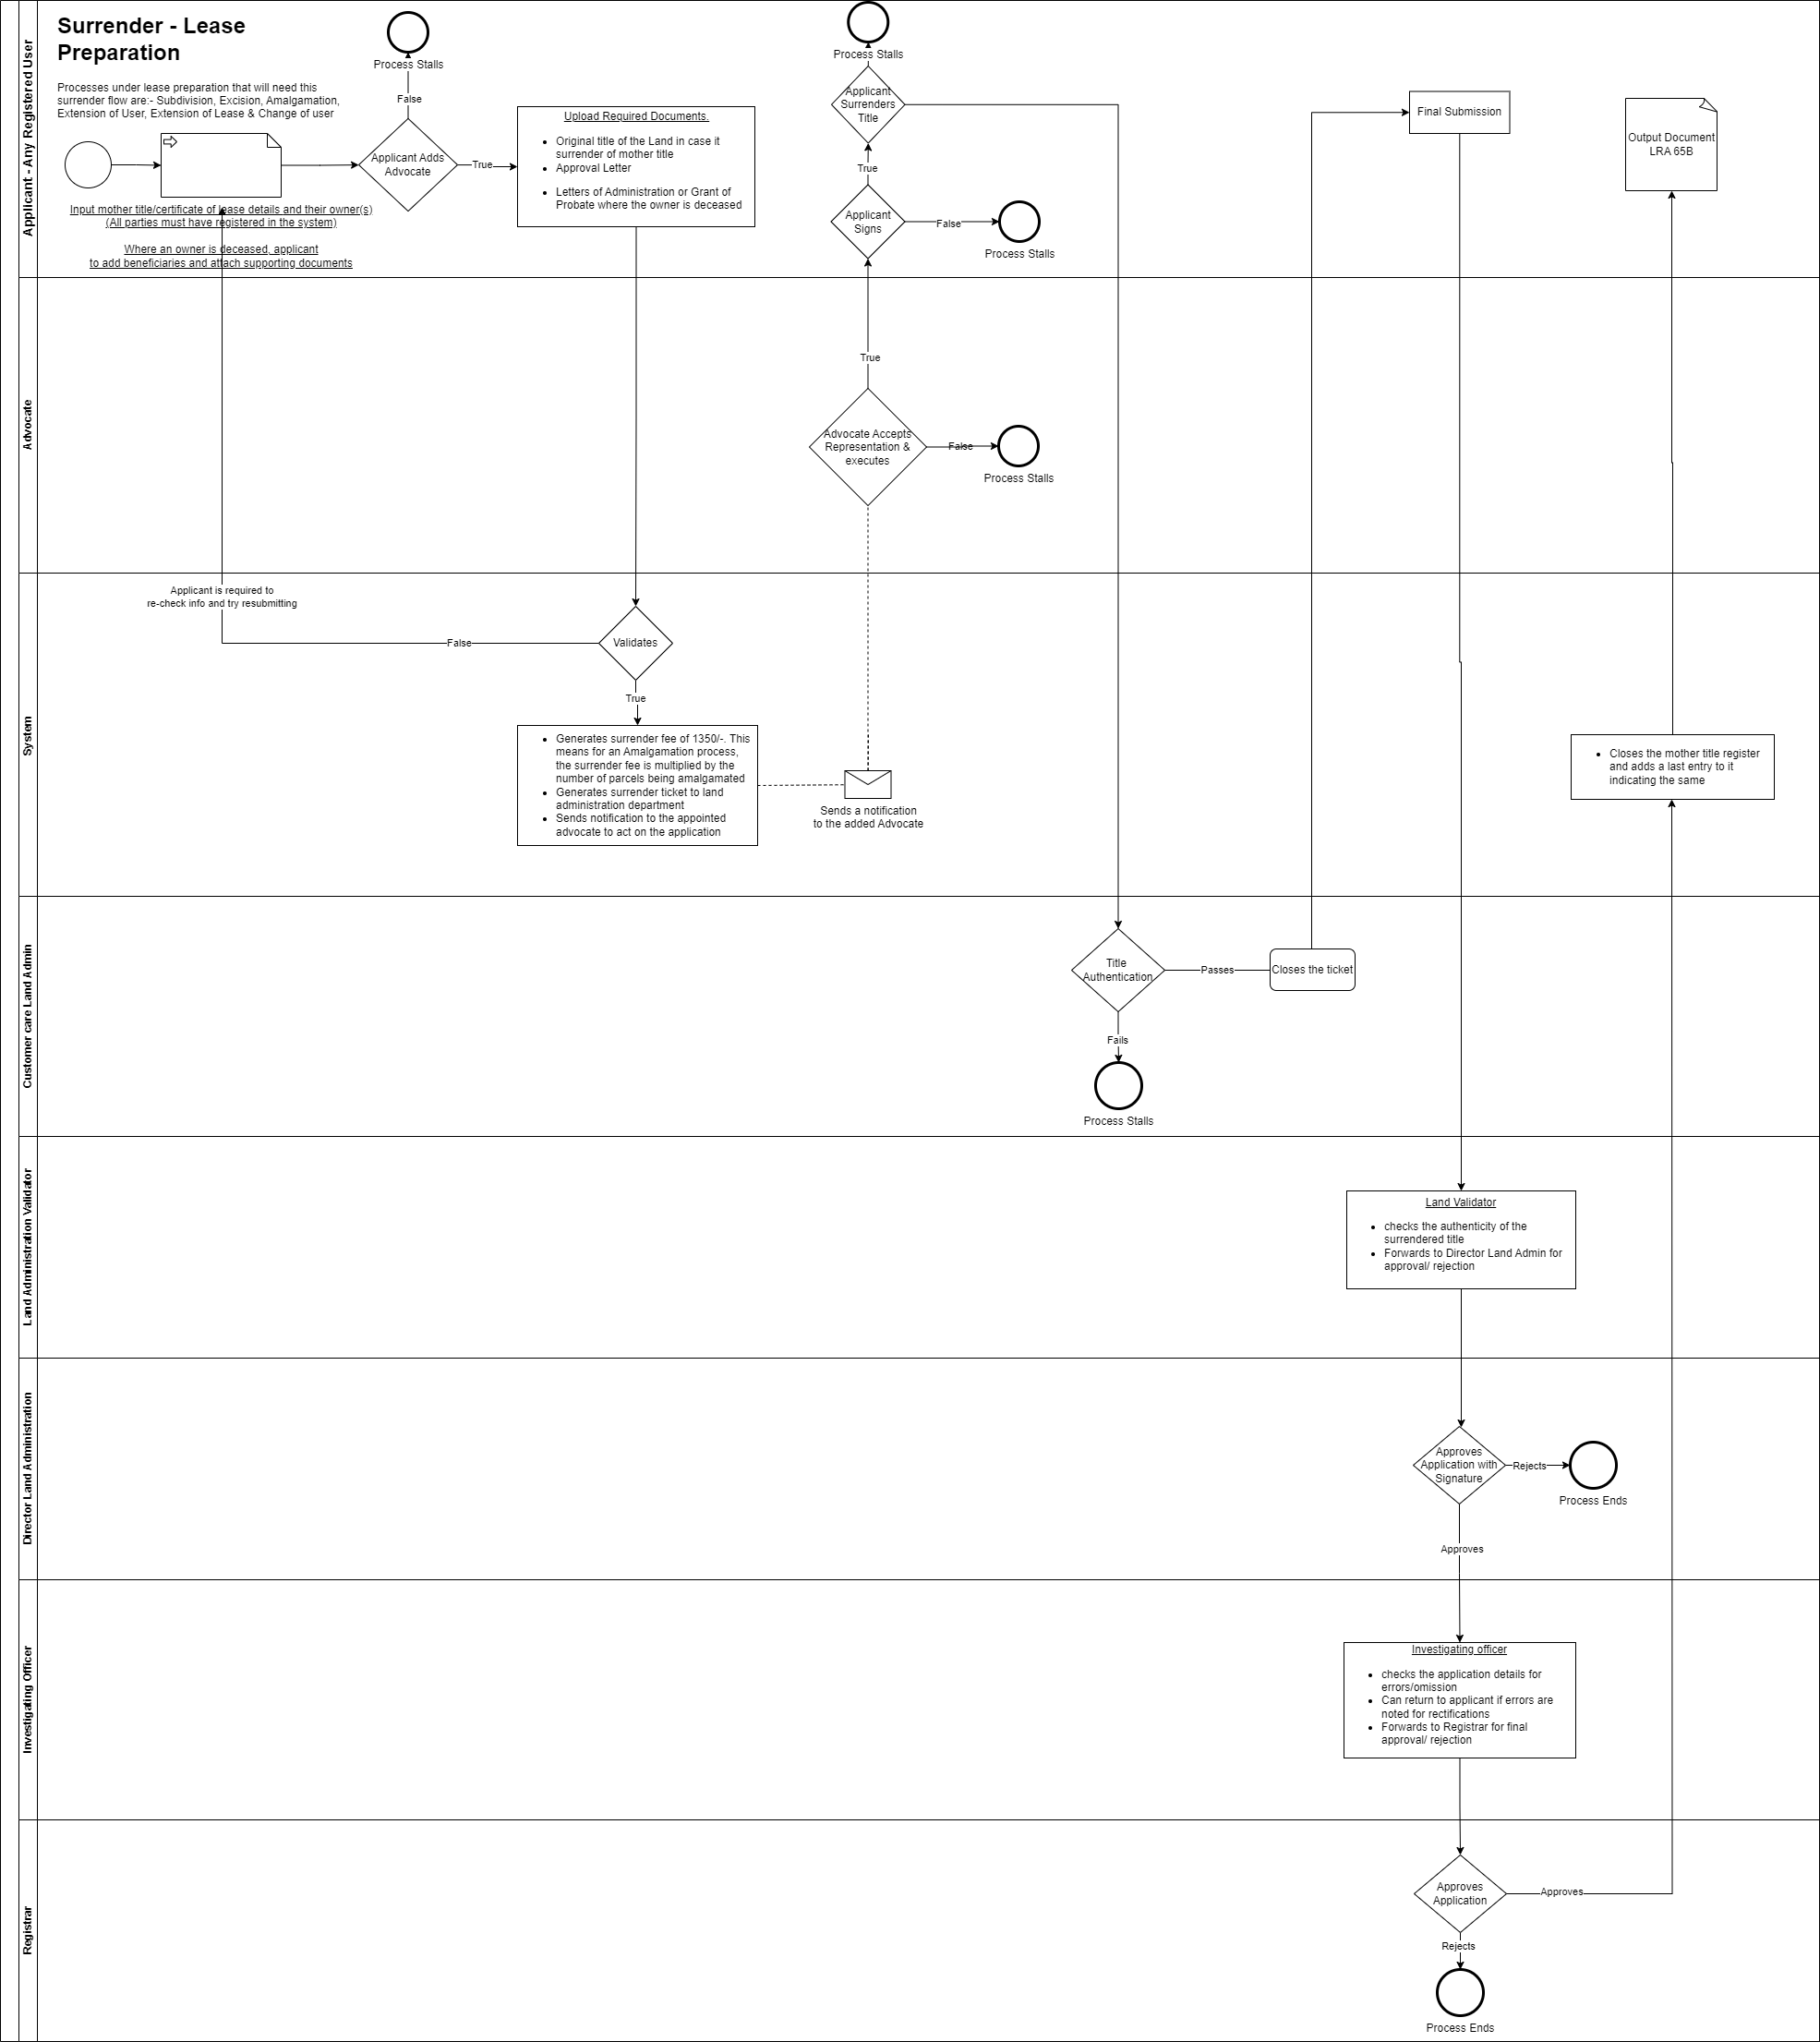 Surrender - Lease
Preparation
Processes under lease preparation that will need this
surrender flow are:- Subdivision, Excision, Amalgamation,
Extension of User, Extension of Lease & Change of user
Applicant - Any Registered User
Input mother title/certificate of lease details and their owner(s)
(All parties must have registered in the system)
Where an owner is deceased, applicant
to add beneficiaries and attach supporting documents
Process Stalls
False
Applicant Adds
Advocate
True
Upload Required Documents.
Original title of the Land in case it
surrender of mother title
Approval Letter
Letters of Administration or Grant of
Probate where the owner is deceased
Process Stalls
Applicant
Surrenders
Title
True
Applicant
Signs
False
Process Stalls
Final Submission
Output Document
LRA 65B
Advocate
True
Advocate Accepts
Representation &
executes
False
Process Stalls
System
Applicant is required to
re-check info and try resubmitting
False
Validates
True
Generates surrender fee of 1350/-. This
means for an Amalgamation process,
the surrender fee is multiplied by the
number of parcels being amalgamated
Generates surrender ticket to land
administration department
Sends notification to the appointed
advocate to act on the application
Sends a notification
to the added Advocate
Closes the mother title register
and adds a last entry to it
indicating the same
Customer care Land Admin
Title
Authentication
Passes
Closes the ticket
Fails
Process Stalls
Land Administration Validator
Land Validator
checks the authenticity of the
surrendered title
Forwards to Director Land Admin for
approval/ rejection
Director Land Administration
Approves
Application with
Signature
Rejects
Process Ends
Approves
Investigating Officer
Investigating officer
checks the application details for
errors/omission
Can return to applicant if errors are
noted for rectifications
Forwards to Registrar for final
approval/ rejection
Registrar
Approves
Application
Approves
Rejects
Process Ends